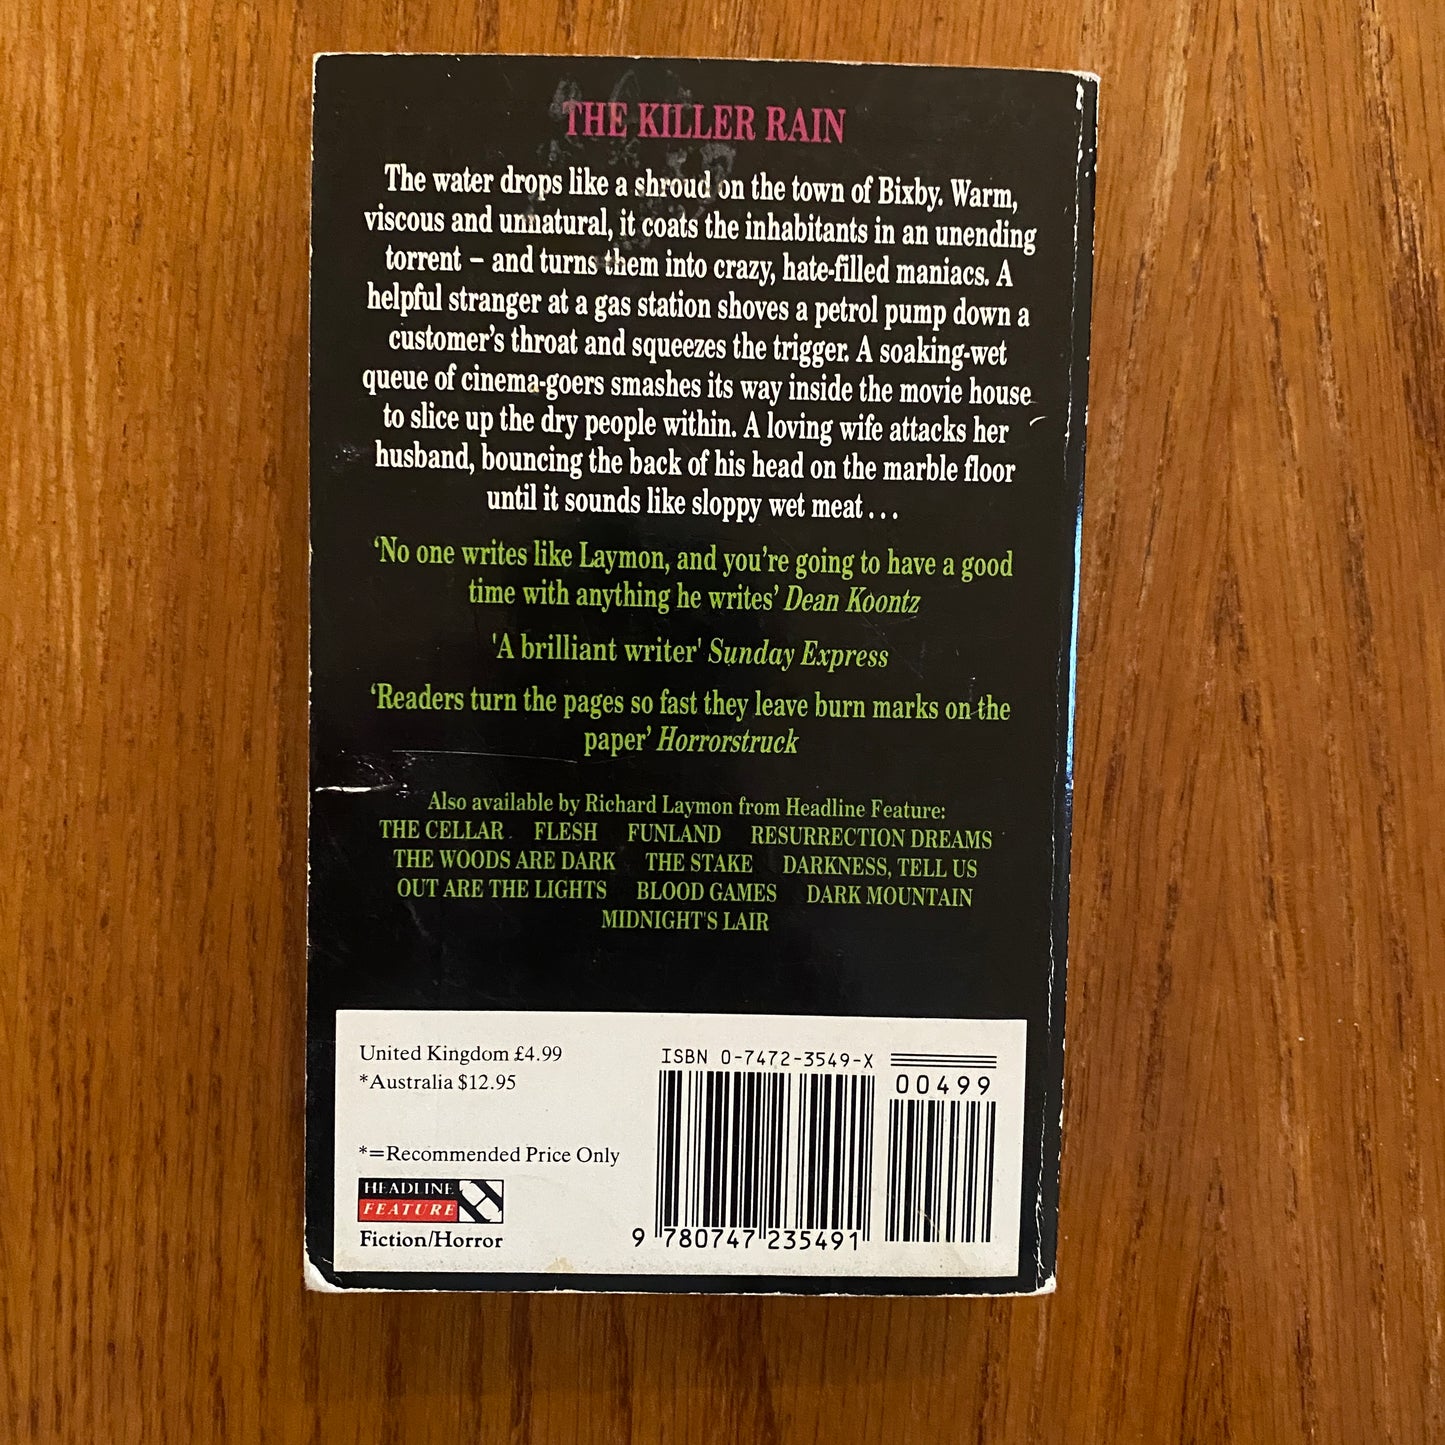 THE KILLER RAIN
The water drops like a shroud on the town of Bixby. Warm,
viscous and unnatural, it coats the inhabitants in an unending
torrent – and turns them into crazy, hate-filled maniacs. A
helpful stranger at a gas station shoves a petrol pump down a
customer's throat and squeezes the trigger. A soaking-wet
queue of cinema-goers smashes its way inside the movie house
to slice up the dry people within. A loving wife attacks her
husband, bouncing the back of his head on the marble floor
until it sounds like sloppy wet meat . . .
‘No one writes like Laymon, and you’re going to have a good
time with anything he writes’ Dean Koontz
'A brilliant writer' Sunday Express
‘Readers turn the pages so fast they leave burn marks on the
paper’ Horrorstruck
Also available by Richard Laymon from Headline Feature:
THE CELLAR FLESH FUNLAND RESURRECTION DREAMS
THE WOODS ARE DARK THE STAKE DARKNESS, TELL US
OUT ARE THE LIGHTS BLOOD GAMES DARK MOUNTAIN
MIDNIGHT'S LAIR
United Kingdom £4.99
*Australia $12.95
*=Recommended Price Only
HEADLINE
FEATURE
Fiction/Horror
ISBN 0-7472-3549-X
00499
9 780747 235491